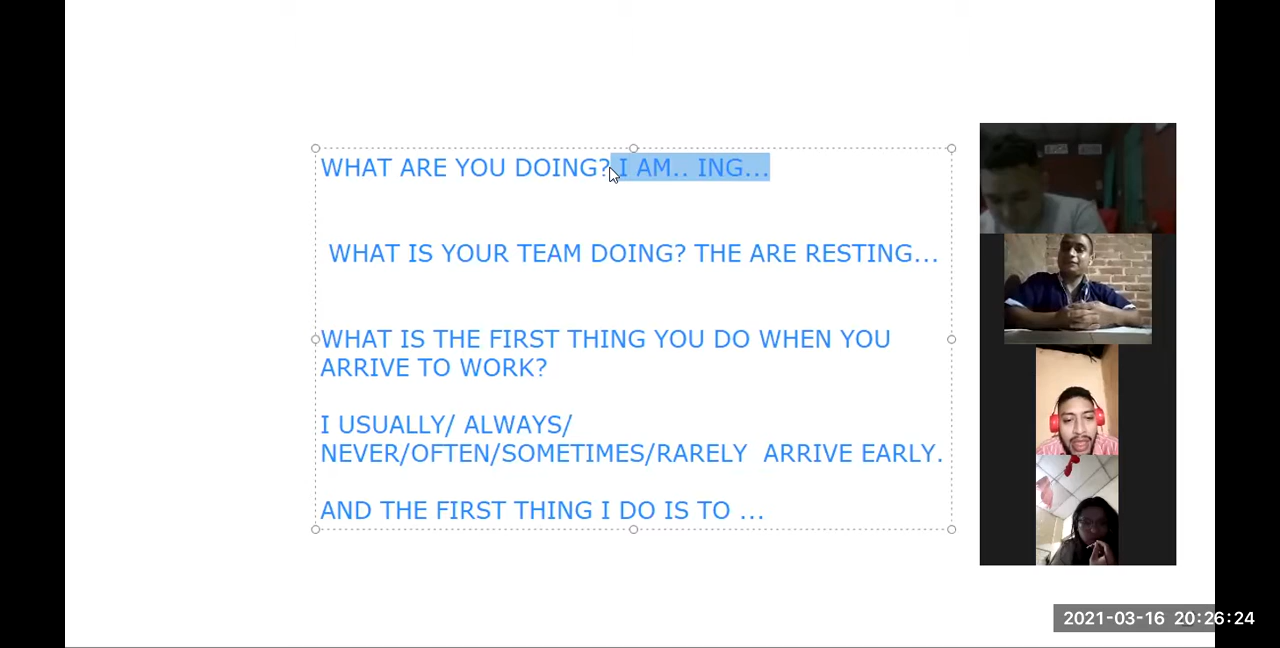 WHAT ARE YOU DOING? I AM.. ING...
WHAT IS YOUR TEAM DOING? THE ARE RESTING...
WHAT IS THE FIRST THING YOU DO WHEN YOU
ARRIVE TO WORK?
I USUALLY/ ALWAYS/
NEVER/OFTEN/SOMETIMES/RARELY  ARRIVE EARLY.
AND THE FIRST THING I DO IS TO ...
2021-03-16 20:26:24